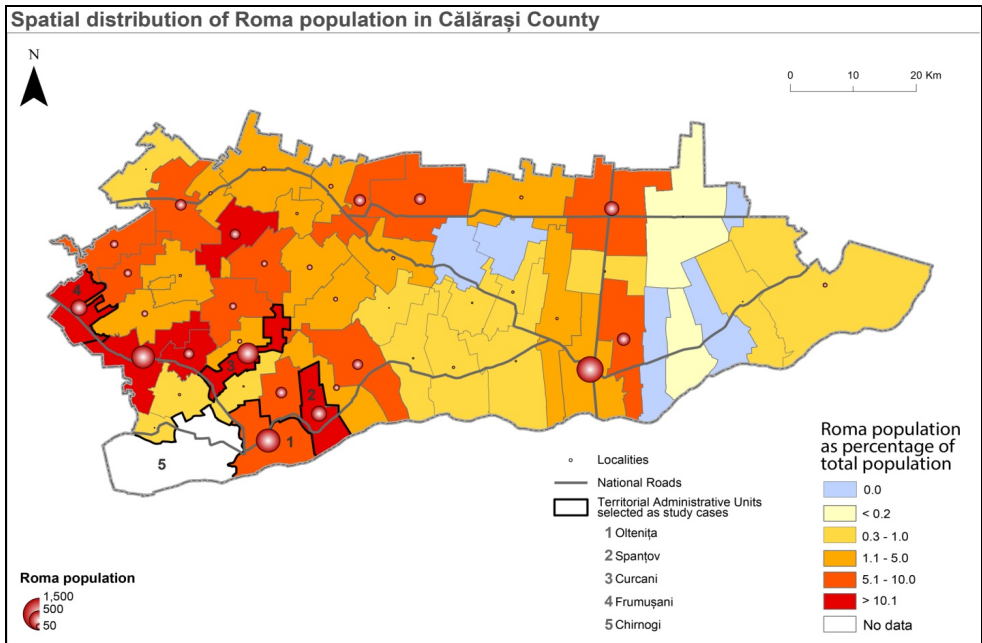 Spatial distribution of Roma population in Călărași County
N
0 10 20 Km
4
3
2
1
5
Localities
National Roads
Territorial Administrative Units
selected as study cases
1 Oltenița
2 Spanțov
3 Curcani
4 Frumușani
5 Chirnogi
Roma population
as percentage of
total population
0.0
< 0.2
0.3 - 1.0
1.1 - 5.0
5.1 - 10.0
> 10.1
No data
Roma population
1,500
500
50